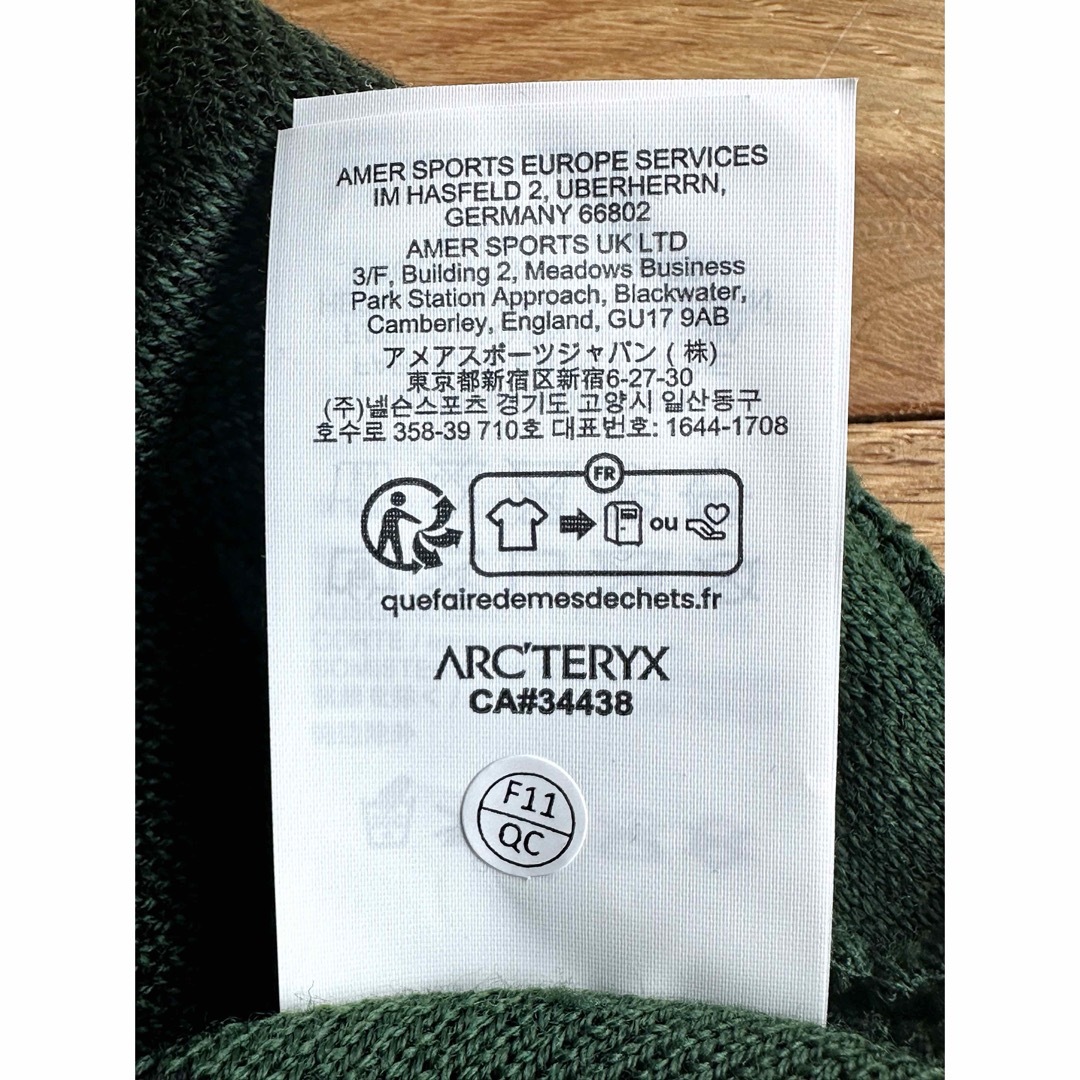 AMER SPORTS EUROPE SERVICES
IM HASFELD 2, UBERHERRN,
GERMANY 66802
AMER SPORTS UK LTD
3/F, Building 2, Meadows Business
Park Station Approach, Blackwater,
Camberley, England, GU17 9AB
アメアスポーツジャパン ( 株)
東京都新宿区新宿6-27-30
(주)넬슨스포츠 경기도 고양시 일산동구
호수로 358-39 710호 대표번호: 1644-1708
FR
ou
quefairedemesdechets.fr
ARC'TERYX
CA#34438
F11
QC